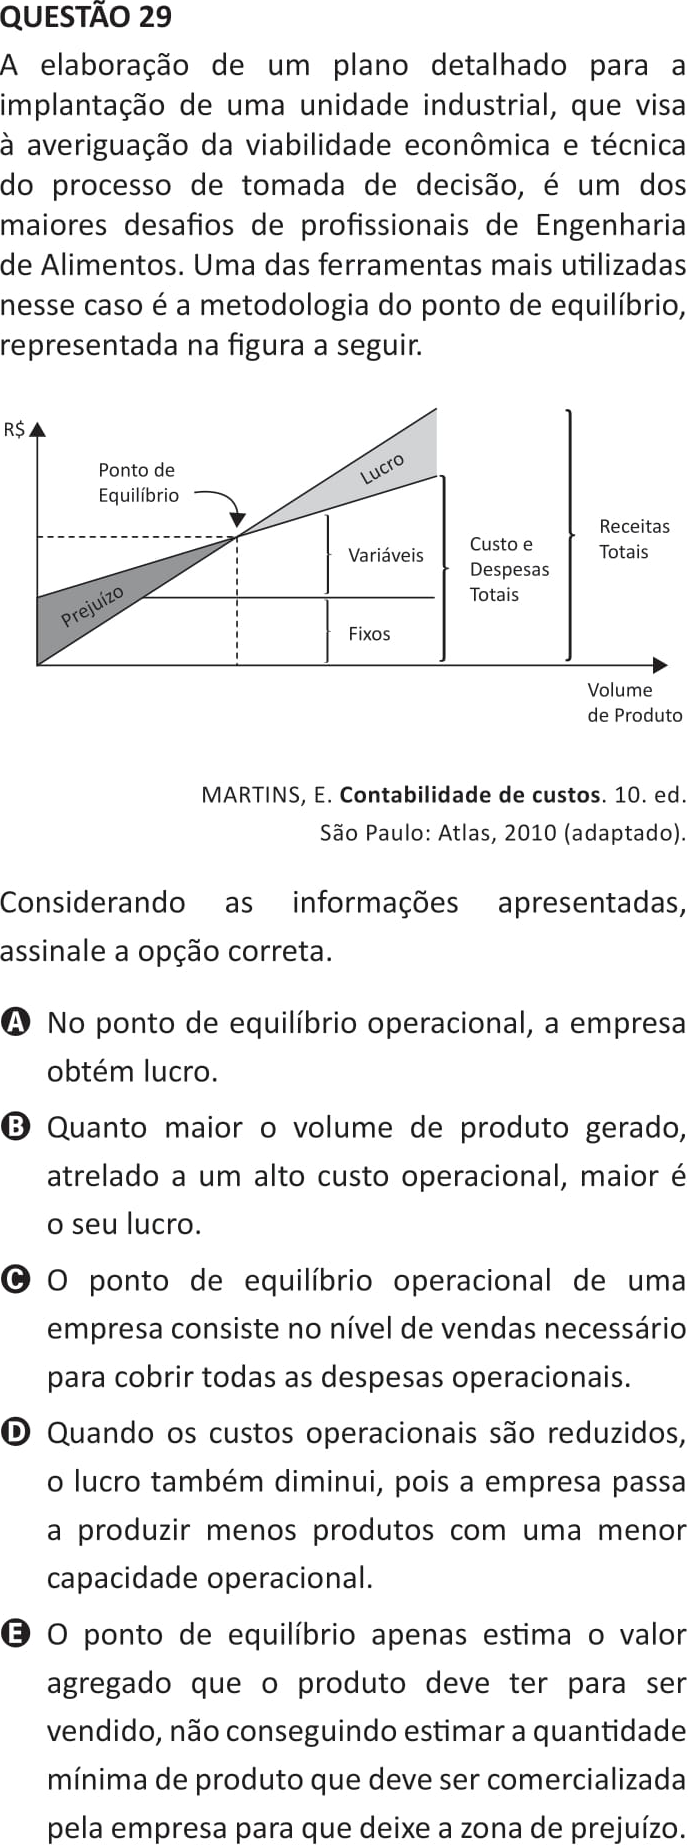 QUESTÃO 29
A elaboração de um plano detalhado para a
implantação de uma unidade industrial, que visa
à averiguação da viabilidade econômica e técnica
do processo de tomada de decisão, é um dos
maiores desafios de profissionais de Engenharia
de Alimentos. Uma das ferramentas mais utilizadas
nesse caso é a metodologia do ponto de equilíbrio,
representada na figura a seguir.
R$
Ponto de
Equilíbrio
Lucro
Prejuízo
Variáveis
Fixos
Custo e
Despesas
Totais
Receitas
Totais
Volume
de Produto
MARTINS, E. Contabilidade de custos. 10. ed.
São Paulo: Atlas, 2010 (adaptado).
Considerando as informações apresentadas,
assinale a opção correta.
A No ponto de equilíbrio operacional, a empresa
obtém lucro.
B Quanto maior o volume de produto gerado,
atrelado a um alto custo operacional, maior é
o seu lucro.
C O ponto de equilíbrio operacional de uma
empresa consiste no nível de vendas necessário
para cobrir todas as despesas operacionais.
D Quando os custos operacionais são reduzidos,
o lucro também diminui, pois a empresa passa
a produzir menos produtos com uma menor
capacidade operacional.
E O ponto de equilíbrio apenas estima o valor
agregado que o produto deve ter para ser
vendido, não conseguindo estimar a quantidade
mínima de produto que deve ser comercializada
pela empresa para que deixe a zona de prejuízo.